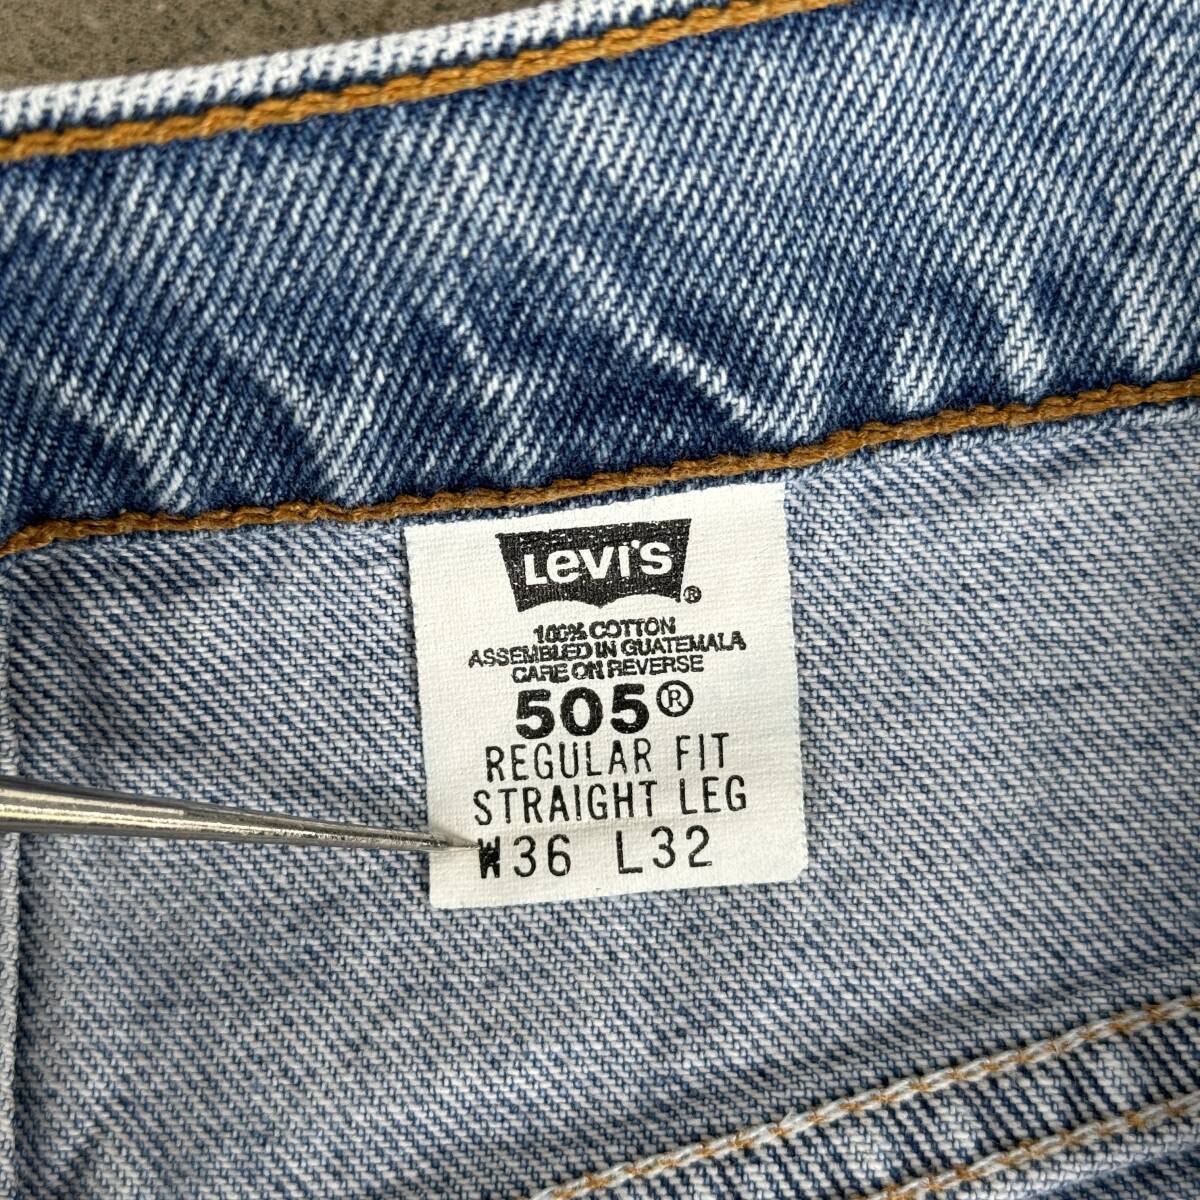 LEVI'S ®
100% COTTON
ASSEMBLED IN GUATEMALA
CARE ON REVERSE
505®
REGULAR FIT
STRAIGHT LEG
W36 L32